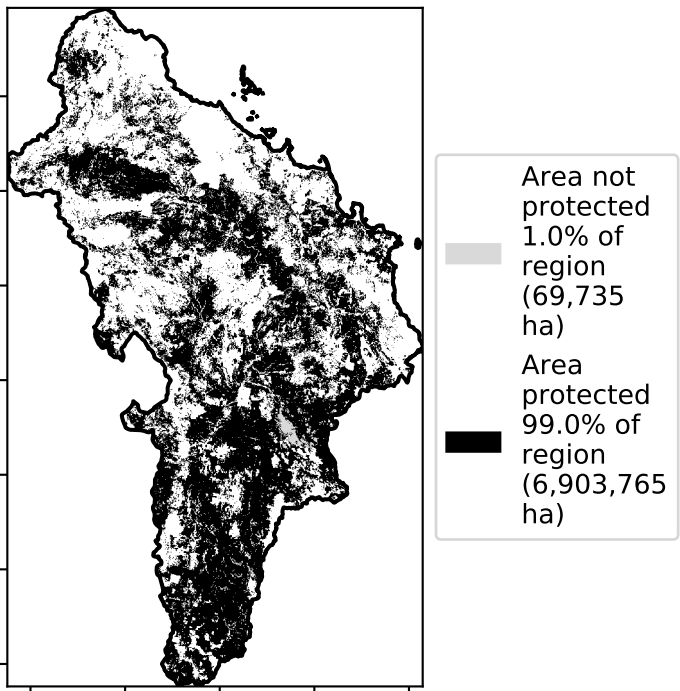 Area not
protected
1.0% of
region
(69,735
ha)
Area
protected
99.0% of
region
(6,903,765
ha)